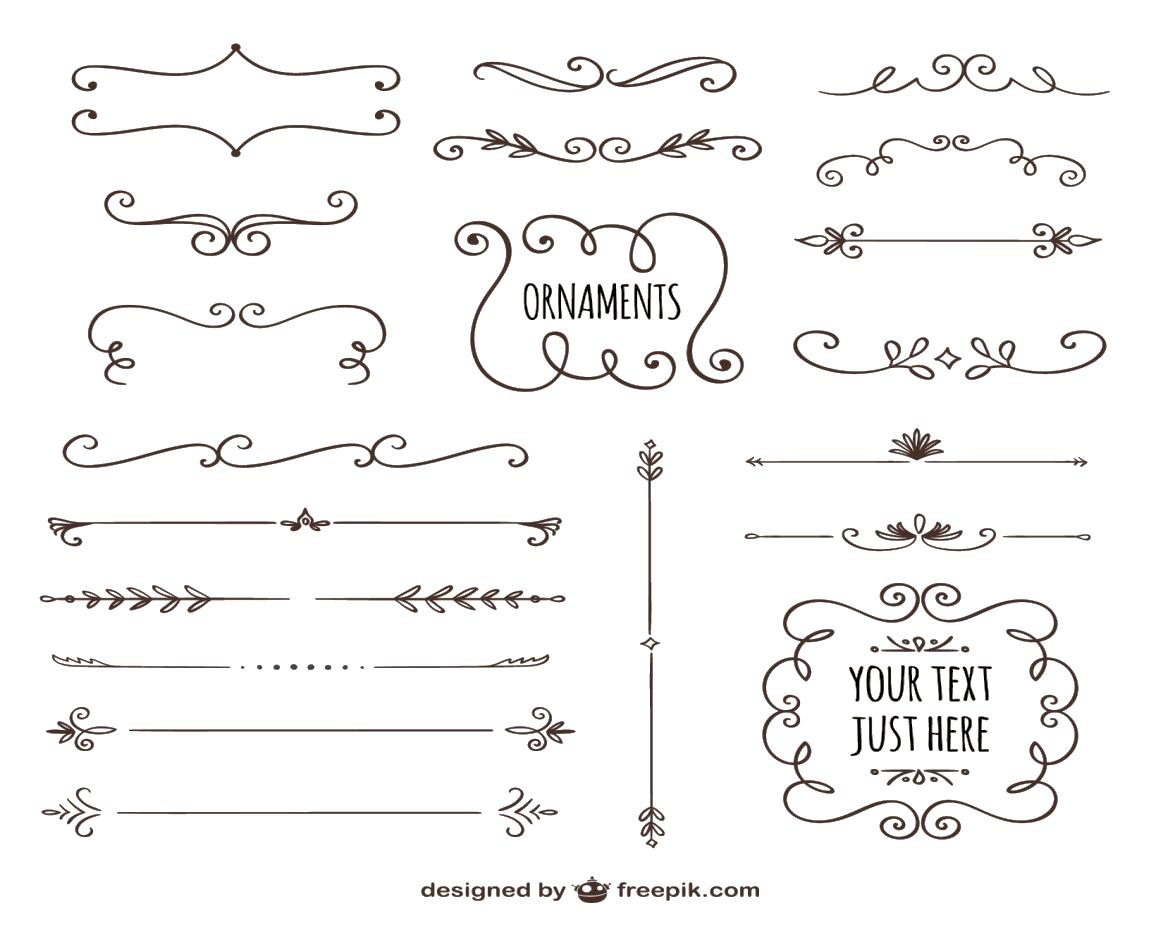 ORNAMENTS
YOUR TEXT
JUST HERE
designed by freepik.com